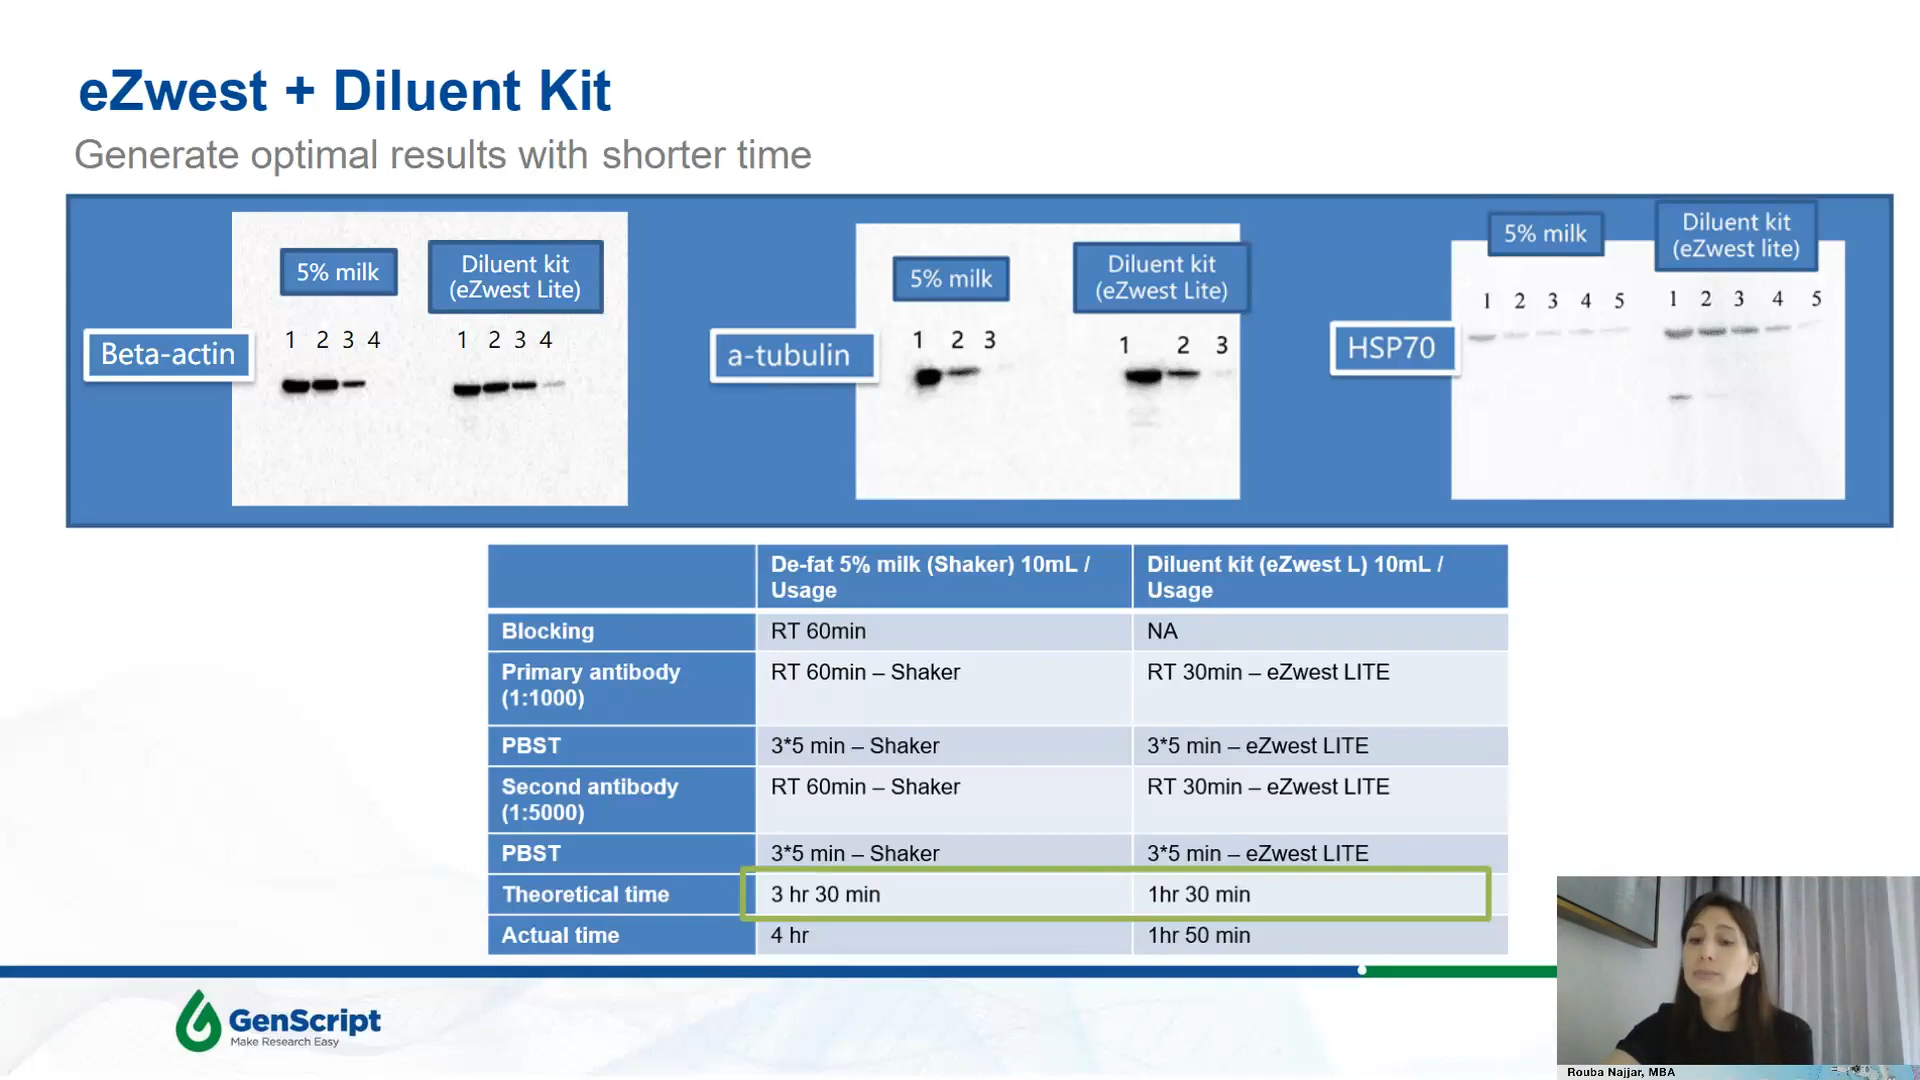 eZwest + Diluent Kit
Generate optimal results with shorter time
5% milk
Diluent kit
(eZwest Lite)
1 2 3 4
1 2 3 4
Beta-actin
5% milk
Diluent kit
(eZwest Lite)
1 2 3
1 2 3
a-tubulin
5% milk
Diluent kit
(eZwest lite)
1 2 3 4 5
1 2 3 4 5
HSP70
De-fat 5% milk (Shaker) 10mL /
Usage
Diluent kit (eZwest L) 10mL /
Usage
Blocking
RT 60min
NA
Primary antibody
(1:1000)
RT 60min – Shaker
RT 30min – eZwest LITE
PBST
3*5 min – Shaker
3*5 min – eZwest LITE
Second antibody
(1:5000)
RT 60min – Shaker
RT 30min – eZwest LITE
PBST
3*5 min – Shaker
3*5 min – eZwest LITE
Theoretical time
3 hr 30 min
1hr 30 min
Actual time
4 hr
1hr 50 min
GenScript
Make Research Easy
Rouba Najjar, MBA